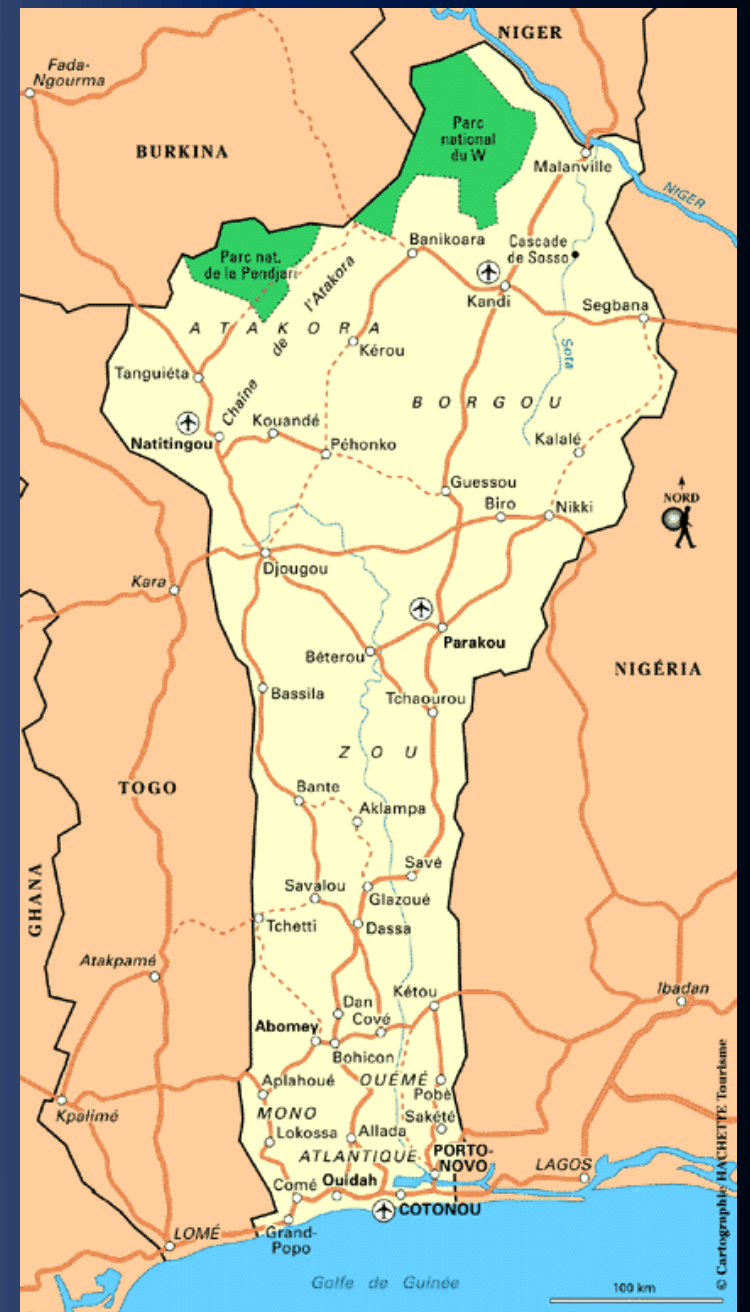 NIGER
Fada-
Ngourma
BURKINA
Parc
national
du W
Malanville
NIGER
Banikoara
Cascade
de Sosso
Parc nat.
de la Pendjari
Kandi
Segbana
ATAKORA
Chaîne de l'Atakora
Kérou
Sota
Tanguiéta
BORGOU
Kouandé
Natitingou
Péhonko
Kalalé
Guessou
NORD
Biro
Nikki
Djougou
Kara
Parakou
Béterou
NIGÉRIA
Bassila
Tchaourou
ZOU
TOGO
Bante
Aklampa
Savé
Savalou
Glazoué
GHANA
Tchetti
Dassa
Atakpamé
Kétou
Ibadan
Dan
Abomey
Cové
Bohicon
Aplahoué
OUÉMÉ
Pobè
Kpalimé
MONO
Sakété
Lokossa
Allada
ATLANTIQUE
PORTO-
NOVO
LAGOS
Comé
Ouidah
COTONOU
LOMÉ
Grand-
Popo
Golfe de Guinée
100 km
© Cartographie HACHETTE Tourisme